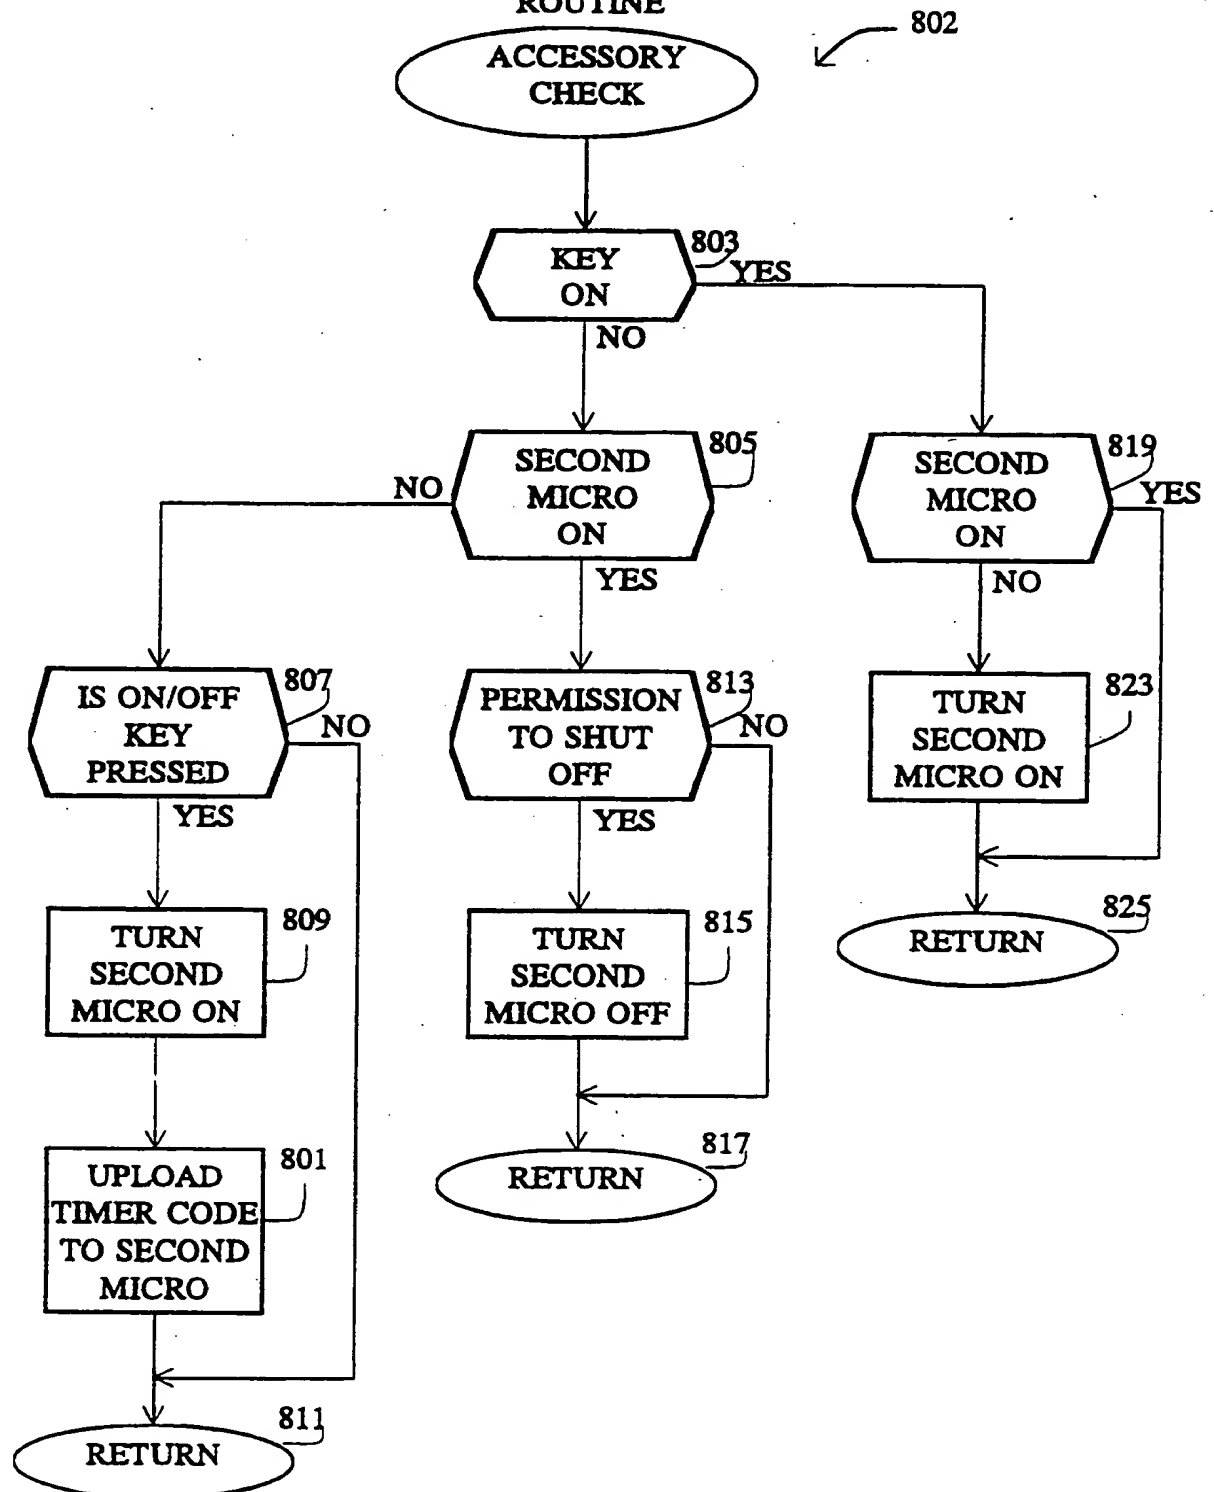 ROUTINE
802
ACCESSORY
CHECK
803
KEY
ON
YES
NO
805
SECOND
MICRO
ON
NO
YES
819
SECOND
MICRO
ON
YES
NO
807
IS ON/OFF
KEY
PRESSED
NO
YES
813
PERMISSION
TO SHUT
OFF
NO
YES
823
TURN
SECOND
MICRO ON
809
TURN
SECOND
MICRO ON
815
TURN
SECOND
MICRO OFF
825
RETURN
801
UPLOAD
TIMER CODE
TO SECOND
MICRO
817
RETURN
811
RETURN